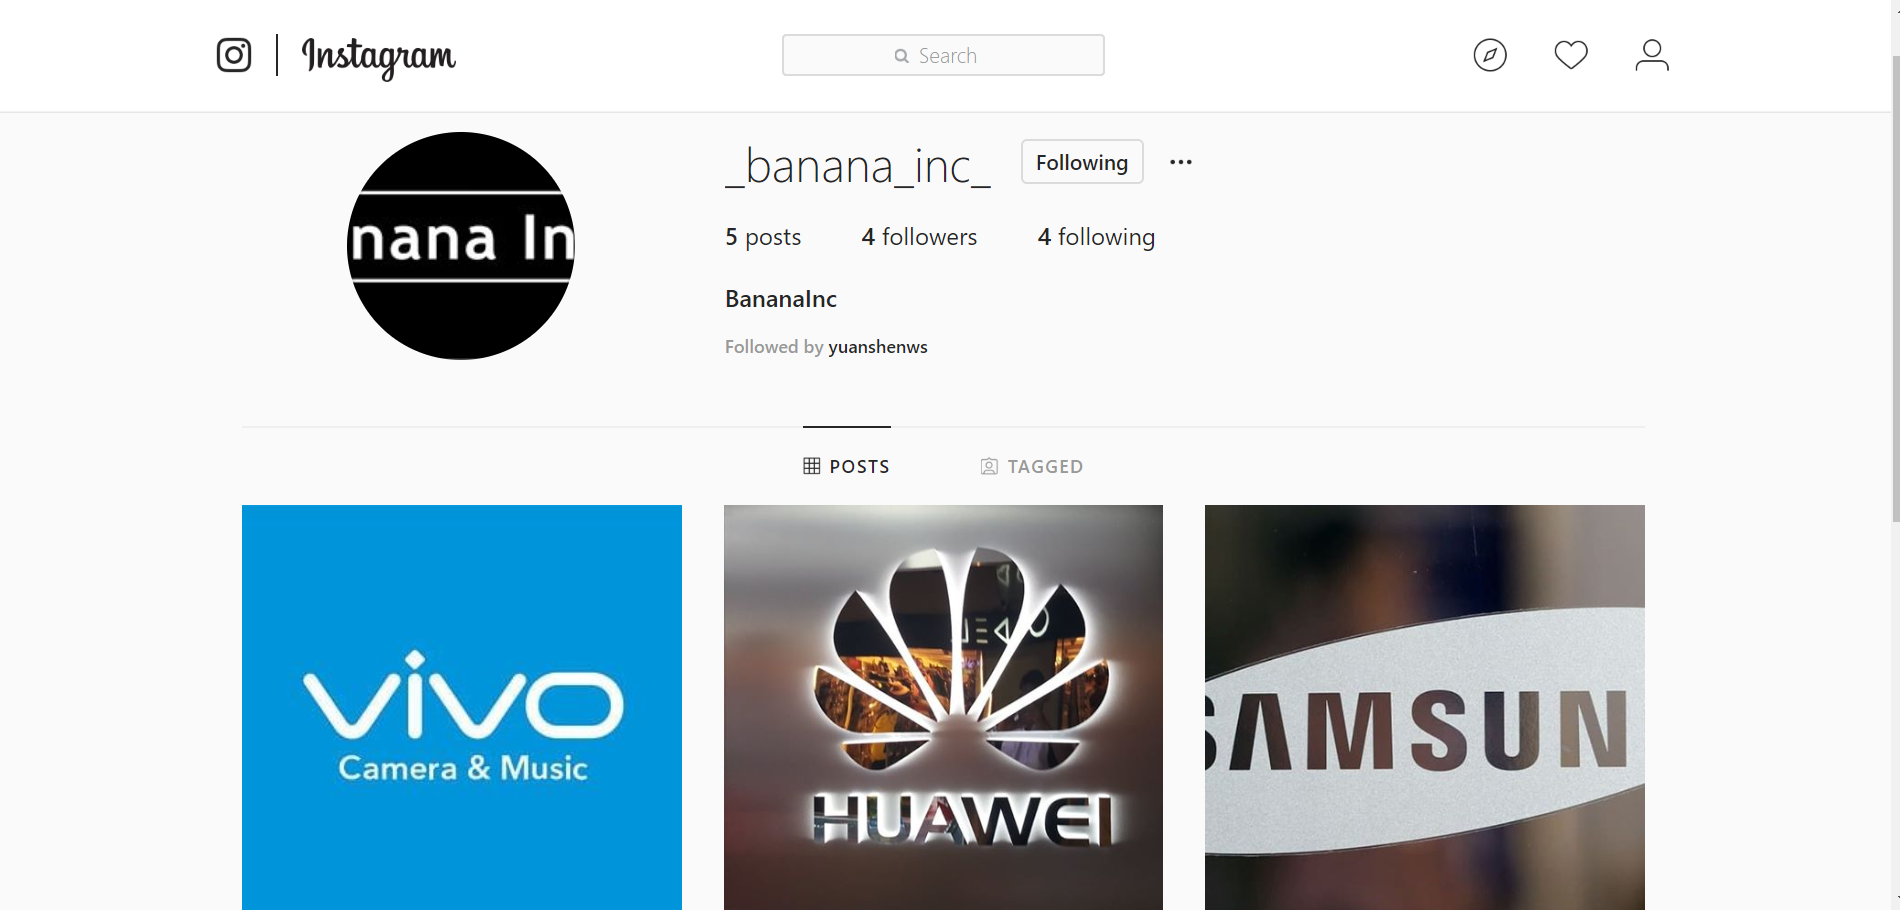 Instagram
Search
_banana_inc_
Following
nana In
5 posts
4 followers
4 following
BananaInc
Followed by yuanshenws
POSTS
TAGGED
vivo
Camera & Music
HUAWEI
SAMSUN